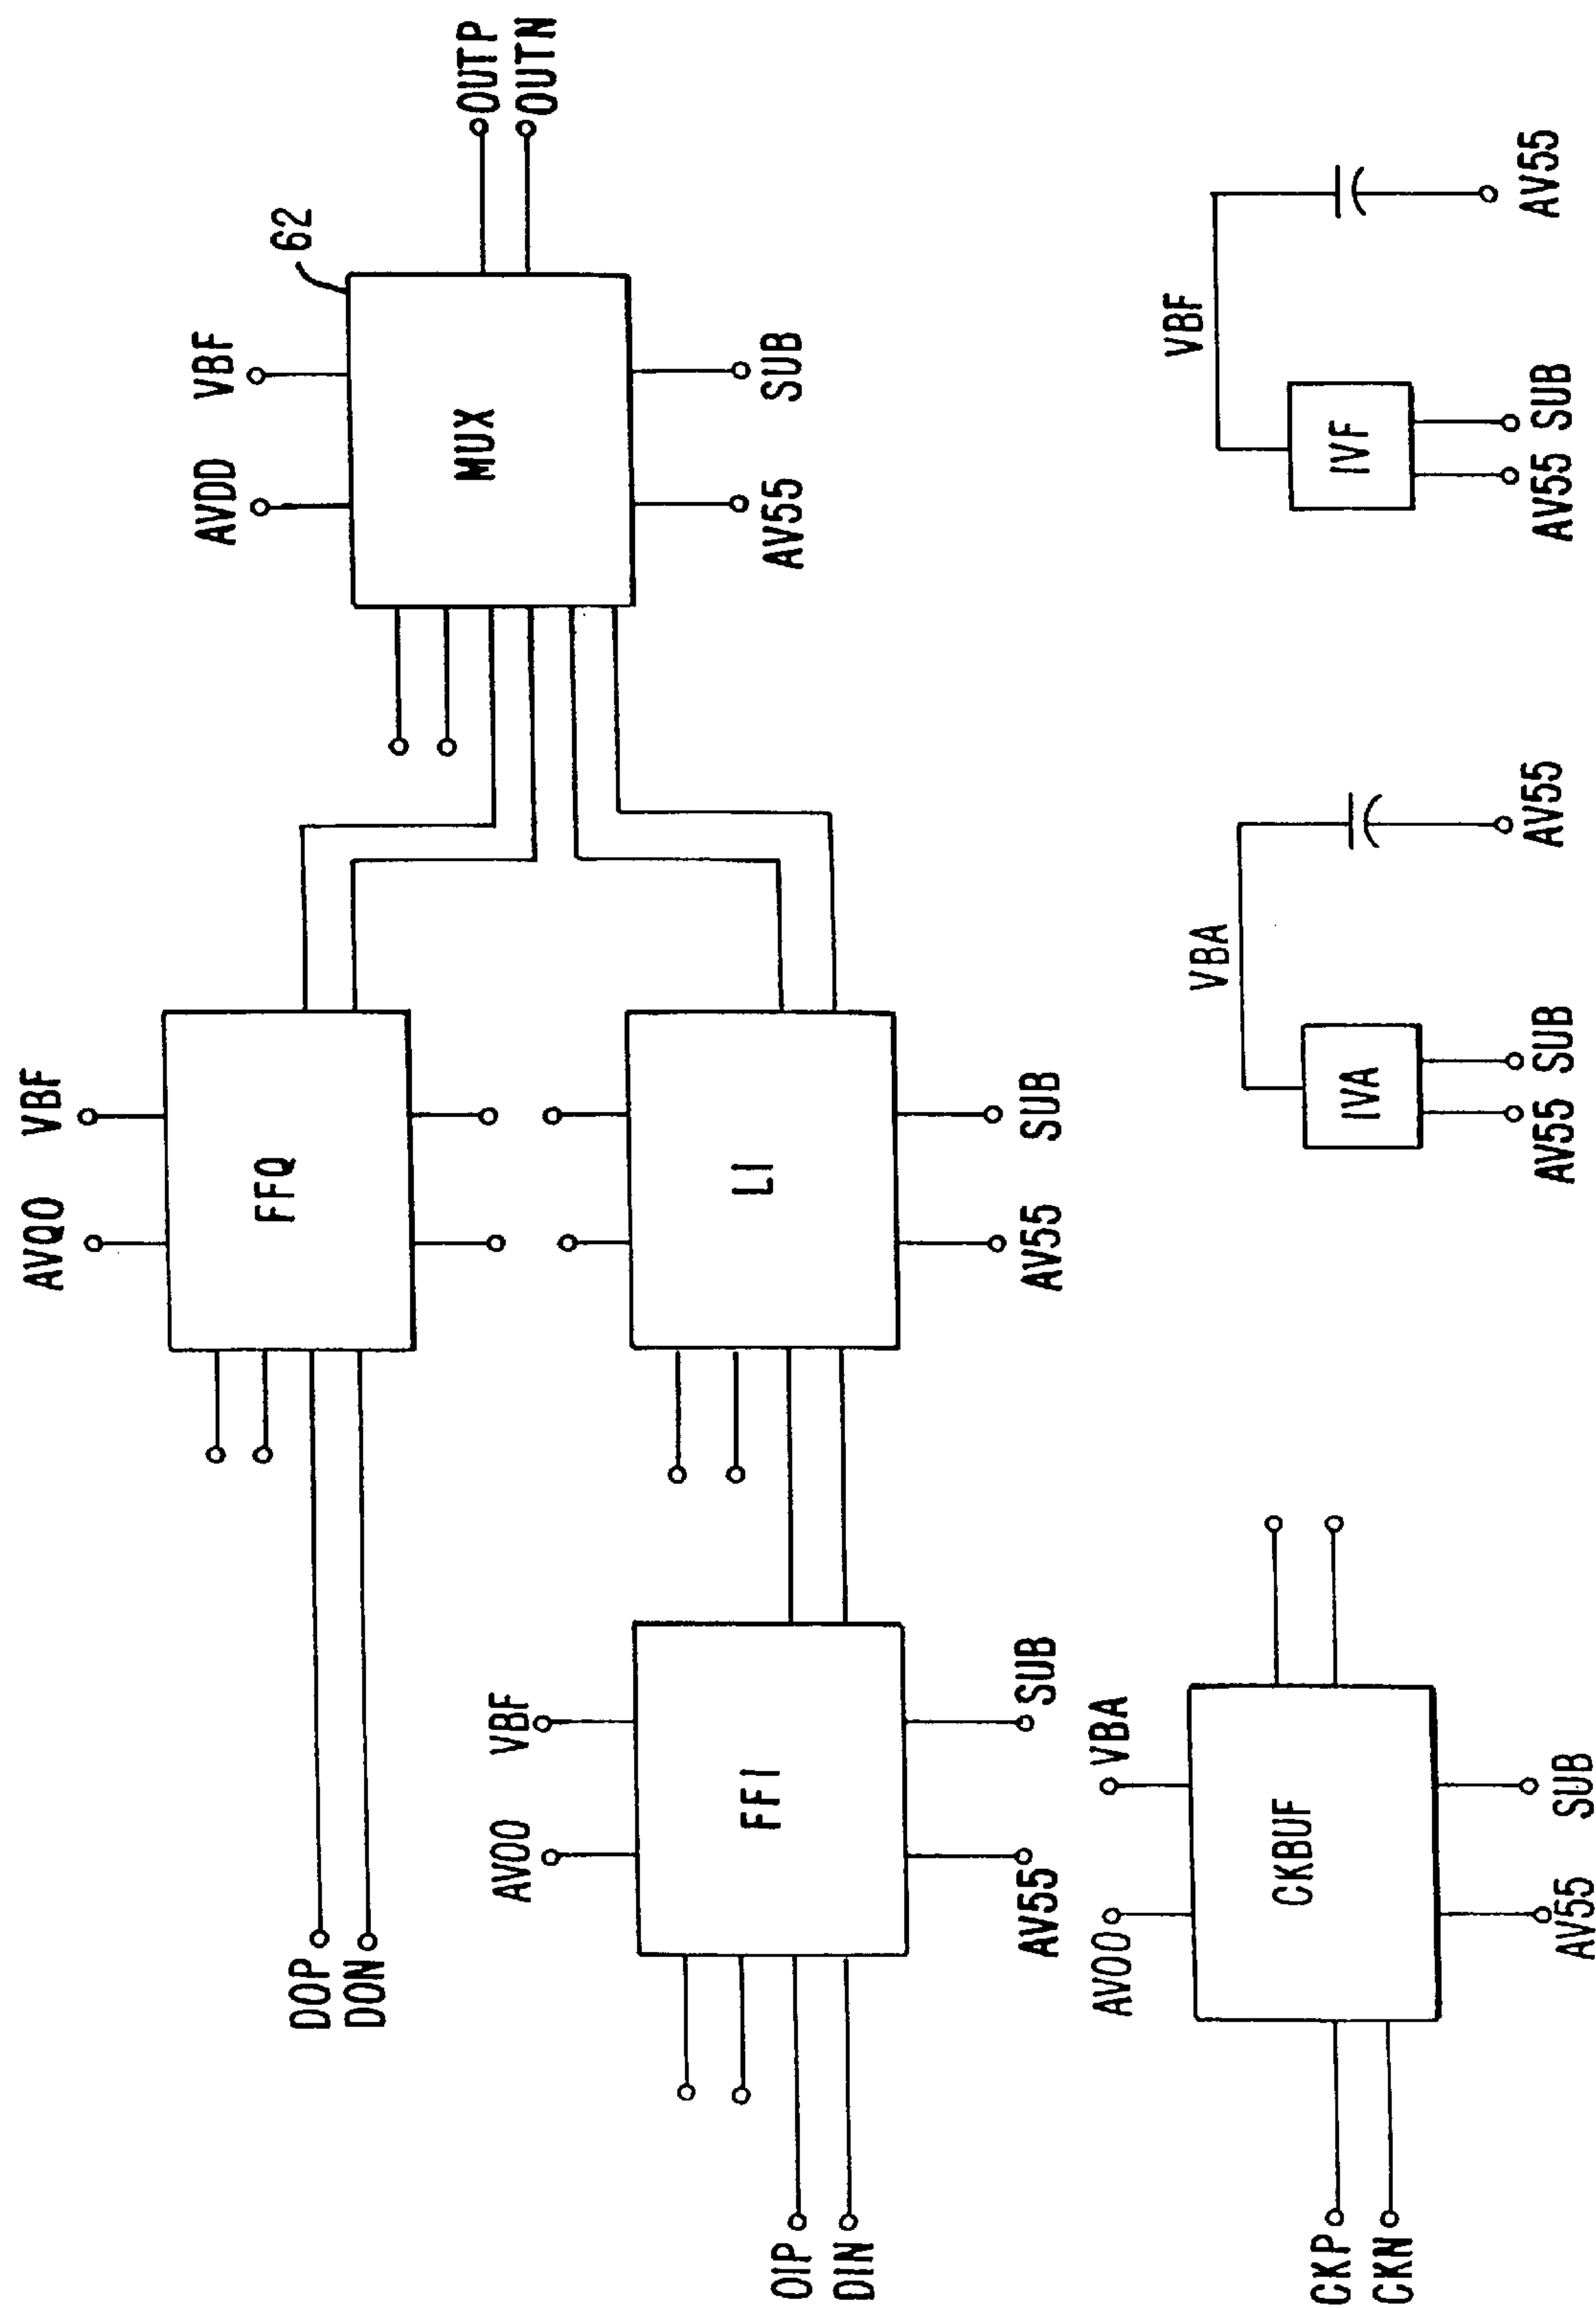 62
AVDD VBF
MUX
OUTP
OUTN
AV55 SUB
AVQO VBF
FFQ
DOP
DON
LI
AV55 SUB
AVOO VBF
FFI
OIP
DIN
AV55 SUB
AVOO VBA
CKBUF
CKP
CKN
AV55 SUB
VBA
IVA
AV55 SUB
AV55
VBF
IVF
AV55 SUB
AV55